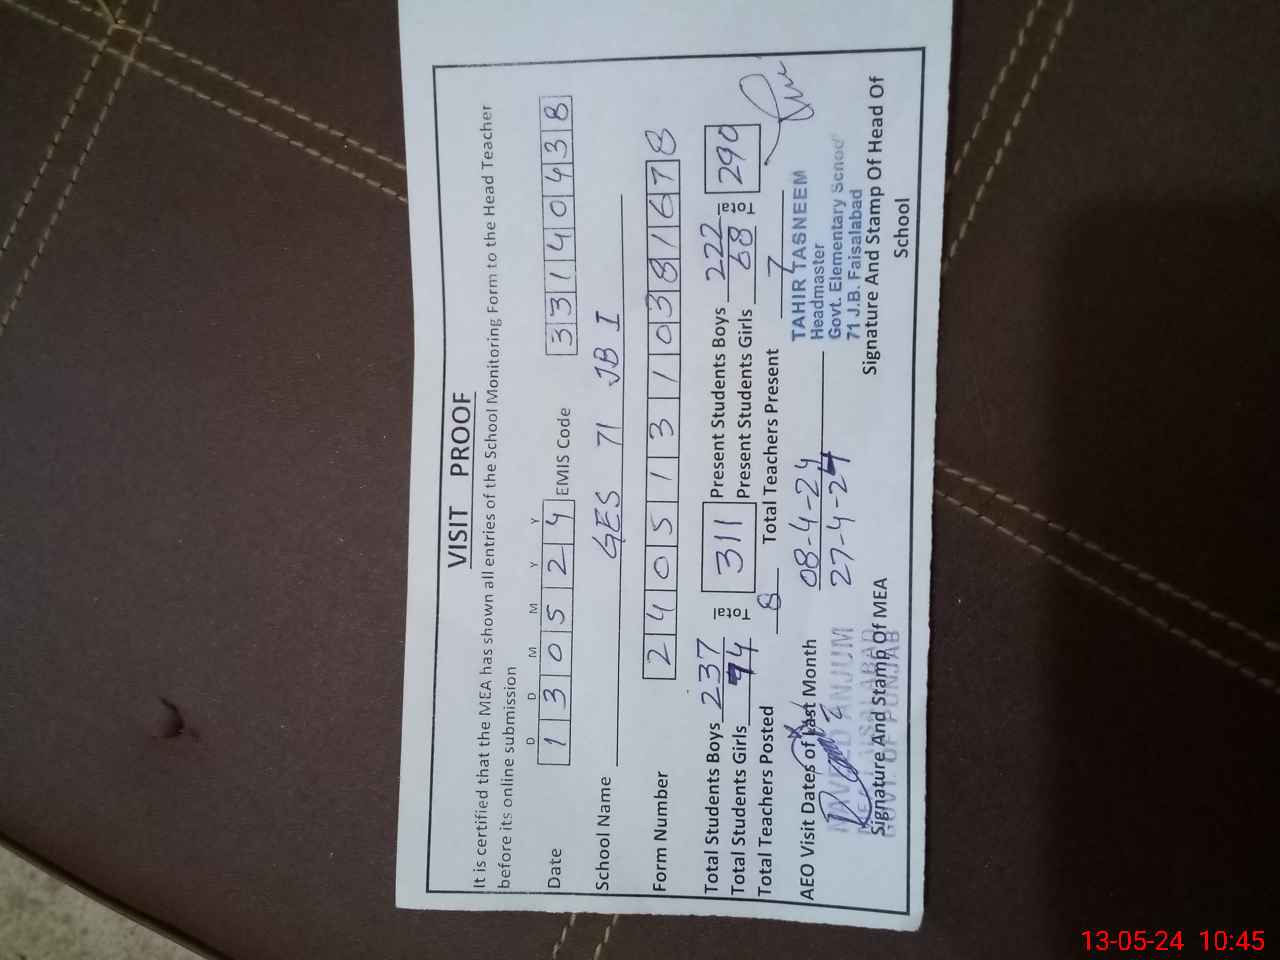 VISIT PROOF
It is certified that the MEA has shown all entries of the School Monitoring Form to the Head Teacher
before its online submission
D D M M Y Y
Date 1 3 0 5 2 4 EMIS Code 3 3 1 4 0 4 3 8
School Name GES 71 JB I
Form Number 2 4 0 5 1 3 1 0 3 8 1 6 7 8
Total Students Boys 237 Total 311 Present Students Boys 222 Total 290
Total Students Girls 74 Present Students Girls 68
Total Teachers Posted 8 Total Teachers Present 7
AEO Visit Dates of Last Month 08-4-24
27-4-24
TAHIR TASNEEM
Headmaster
Govt. Elementary School
71 J.B. Faisalabad
NAVEED ANJUM
FAISALABAD
GOVT. OF PUNJAB
Signature And Stamp Of MEA
Signature And Stamp Of Head Of
School
13-05-24 10:45